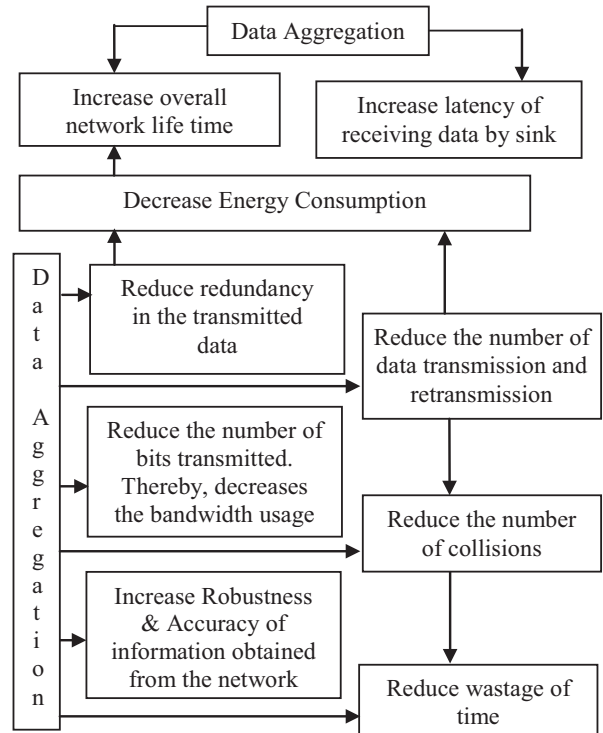 Data Aggregation
Increase overall
network life time
Increase latency of
receiving data by sink
Decrease Energy Consumption
Data Aggregation
Reduce redundancy
in the transmitted
data
Reduce the number of
data transmission and
retransmission
Reduce the number of
bits transmitted.
Thereby, decreases
the bandwidth usage
Reduce the number
of collisions
Increase Robustness
& Accuracy of
information obtained
from the network
Reduce wastage of
time